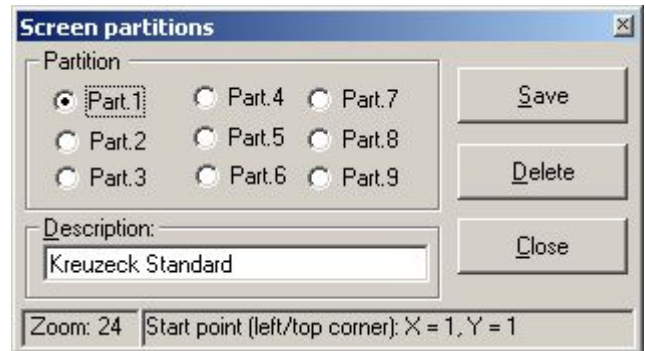 Screen partitions
Partition
Part.1 Part.4 Part.7
Part.2 Part.5 Part.8
Part.3 Part.6 Part.9
Save
Delete
Description:
Kreuzeck Standard
Close
Zoom: 24 Start point (left/top corner): X = 1, Y = 1